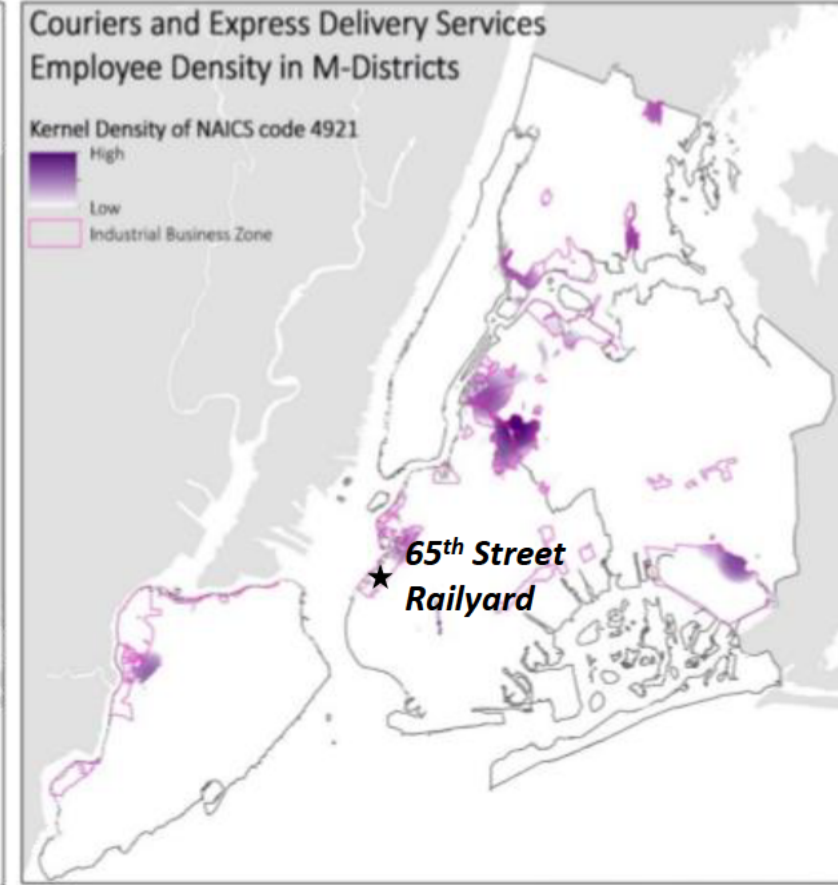 Couriers and Express Delivery Services
Employee Density in M-Districts
Kernel Density of NAICS code 4921
High
Low
Industrial Business Zone
65th Street
Railyard